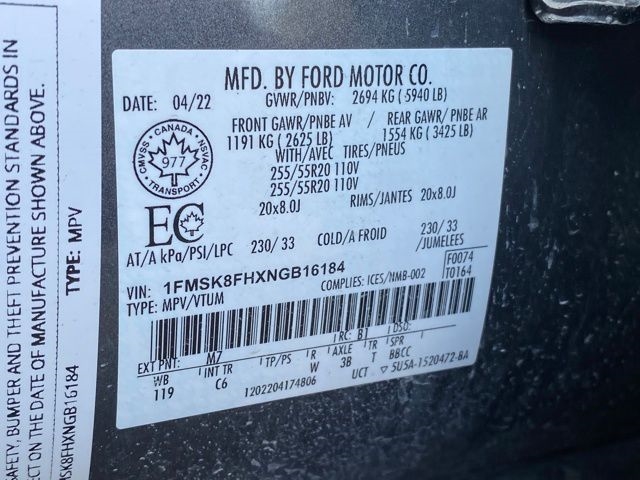 SAFETY, BUMPER AND THEFT PREVENTION STANDARDS IN
ECT ON THE DATE OF MANUFACTURE SHOWN ABOVE.
MSK8FHXNGB16184 TYPE: MPV
MFD. BY FORD MOTOR CO.
DATE: 04/22 GVWR/PNBV: 2694 KG ( 5940 LB)
FRONT GAWR/PNBE AV / REAR GAWR/ PNBE AR
1191 KG ( 2625 LB) 1554 KG ( 3425 LB)
WITH/AVEC TIRES/PNEUS
255/55R20 110V
255/55R20 110V
20x8.0J RIMS/JANTES 20x8.0J
CANADA
CMVSS NSVAC
977
TRANSPORT
EC
AT/A kPa/PSI/LPC 230/ 33 COLD/A FROID 230/ 33
/JUMELEES
VIN: 1FMSK8FHXNGB16184 F0074
TYPE: MPV/VTUM COMPLIES: ICES/NMB-002 T0164
EXT PNT: M7 RC: B1 DSO:
WB INT TR TP/PS R AXLE TR SPR
119 C6 W 3B T BBCC
1202204174806 UCT ▽ 5U5A-1520472-BA